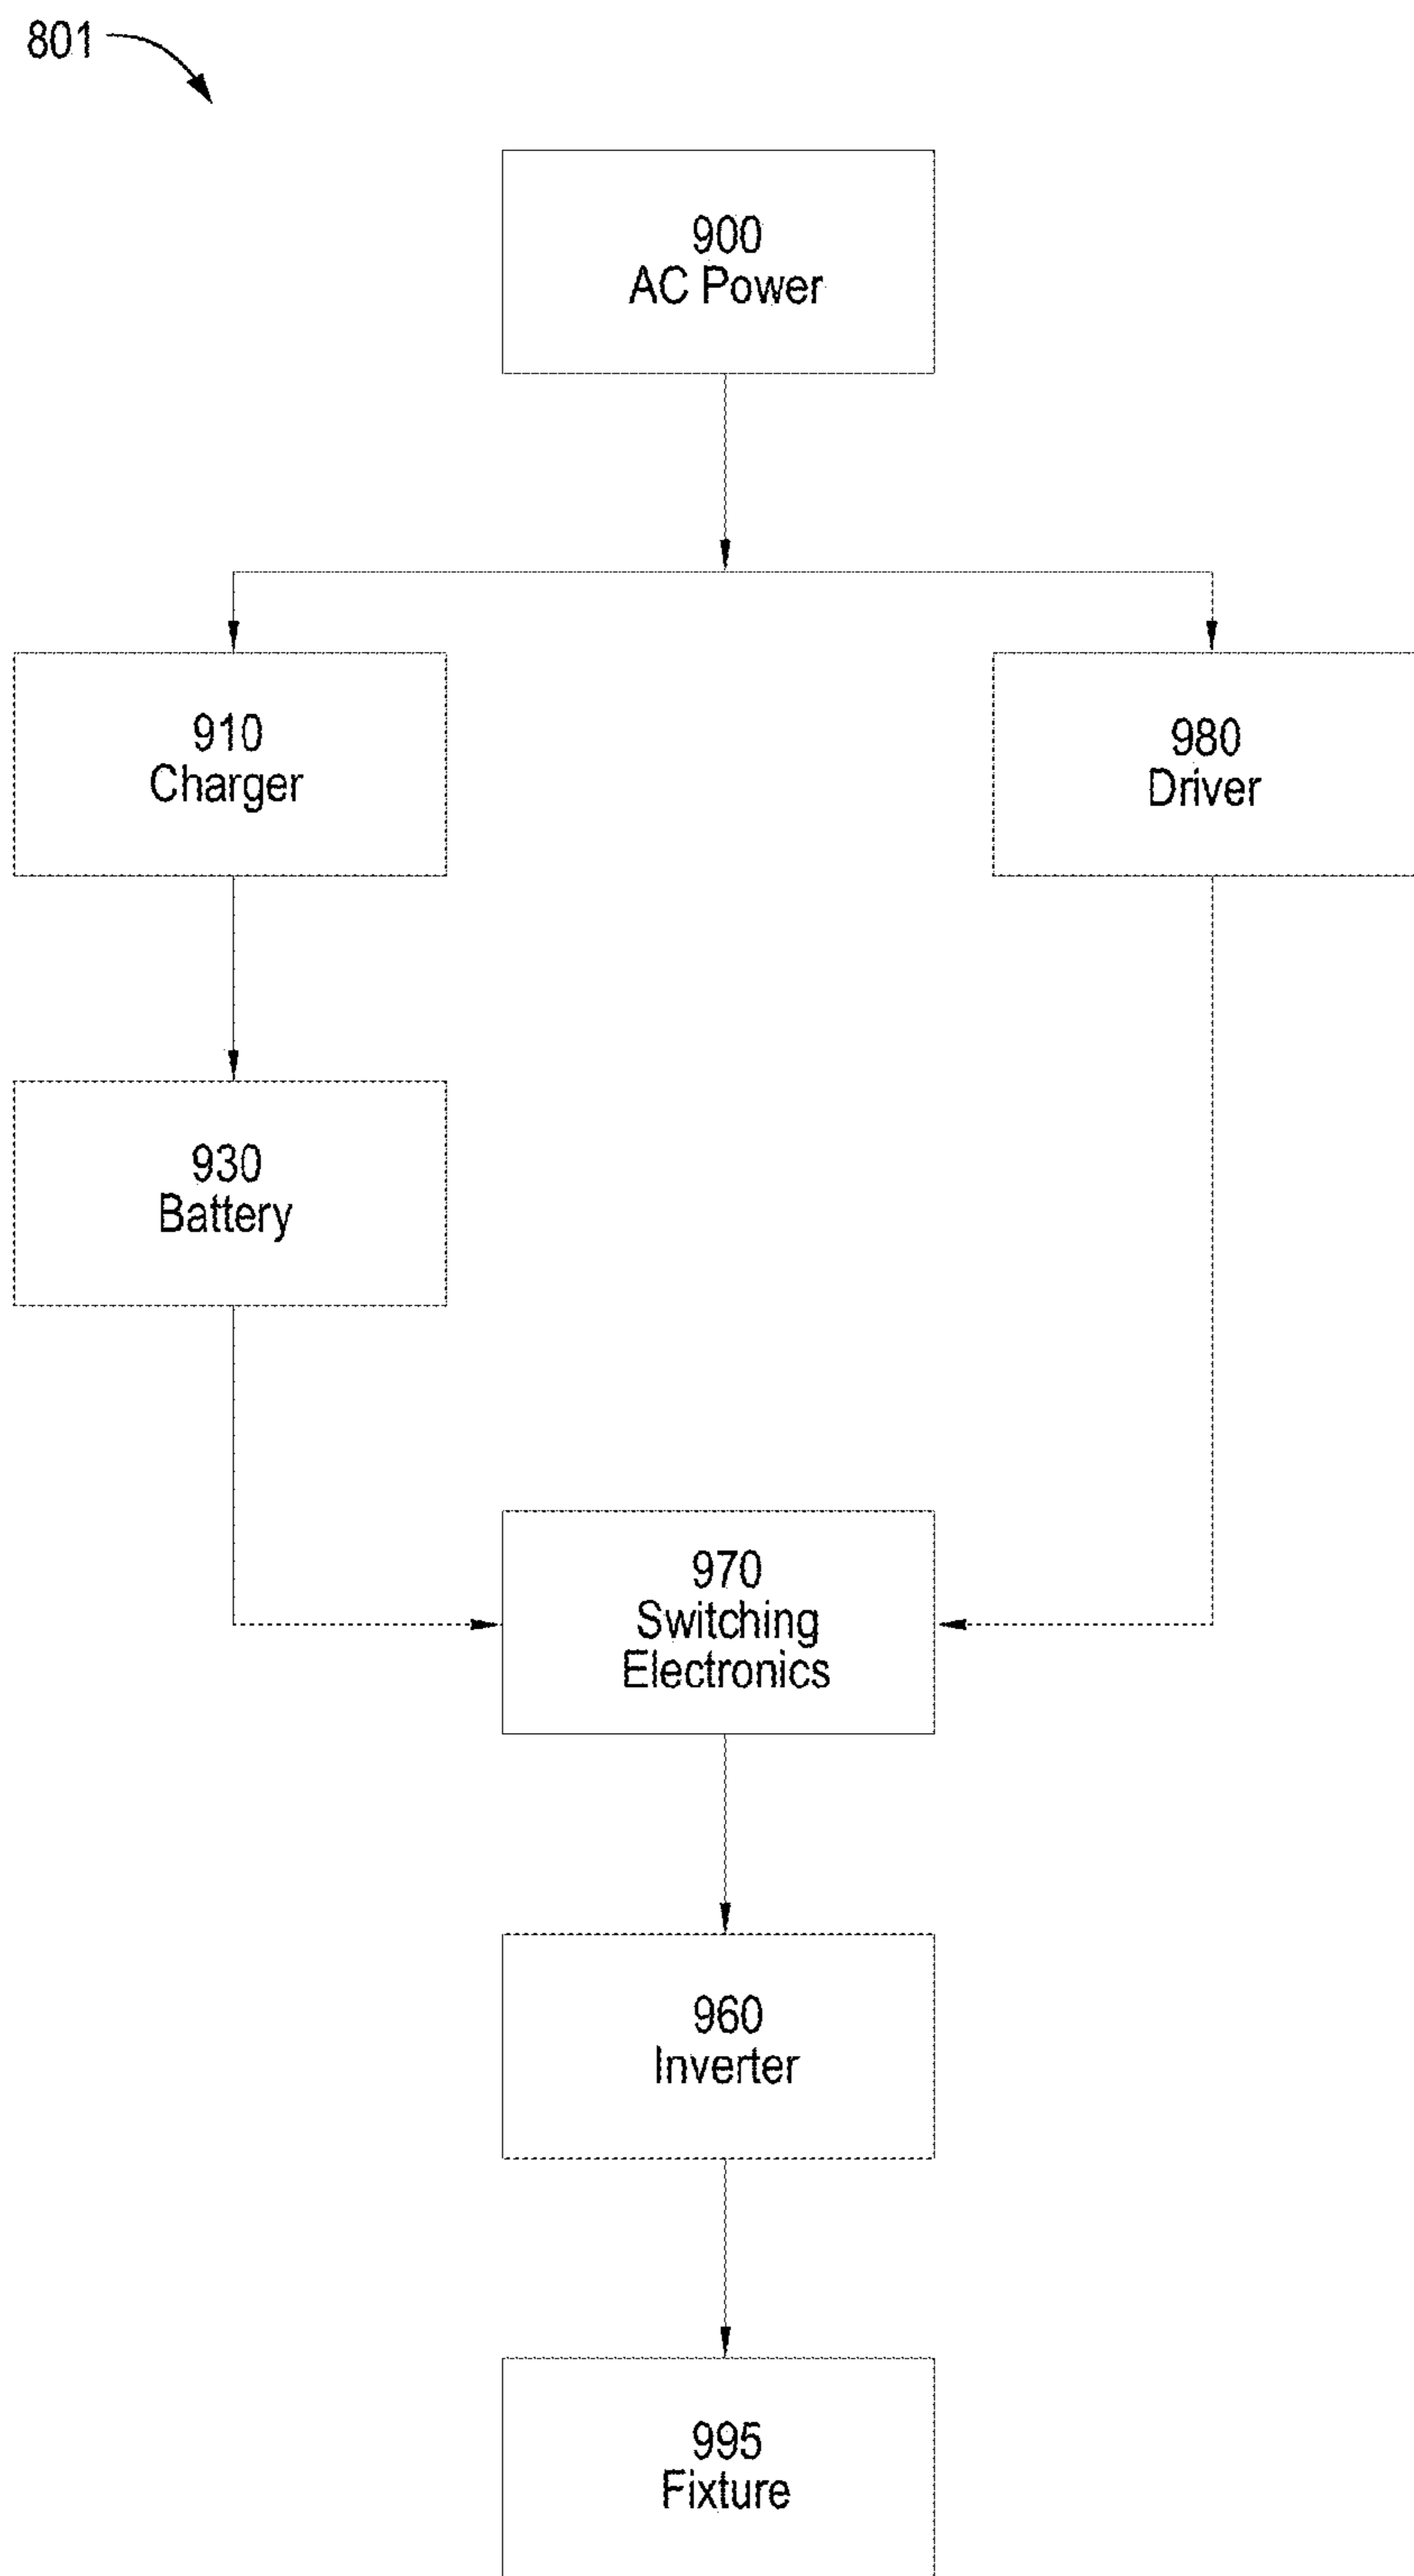 801
900
AC Power
910
Charger
980
Driver
930
Battery
970
Switching
Electronics
960
Inverter
995
Fixture